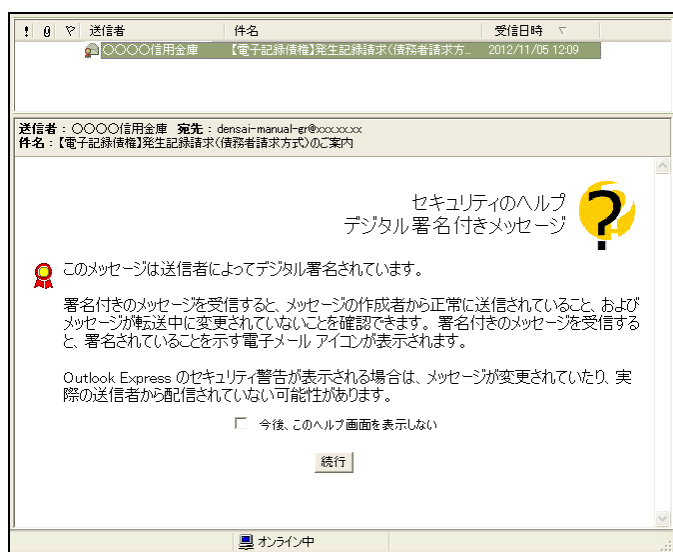 ! 送信者 件名 受信日時
〇〇〇〇信用金庫 【電子記録債権】発生記録請求(債務者請求方... 2012/11/05 12:09
送信者：〇〇〇〇信用金庫 宛先：densai-manual-gr@xxx.xx.xx
件名：【電子記録債権】発生記録請求(債務者請求方式)のご案内
セキュリティのヘルプ
デジタル署名付きメッセージ
このメッセージは送信者によってデジタル署名されています。
署名付きのメッセージを受信すると、メッセージの作成者から正常に送信されていること、および
メッセージが転送中に変更されていないことを確認できます。署名付きのメッセージを受信する
と、署名されていることを示す電子メール アイコンが表示されます。
Outlook Express のセキュリティ警告が表示される場合は、メッセージが変更されていたり、実
際の送信者から配信されていない可能性があります。
今後、このヘルプ画面を表示しない
続行
オンライン中